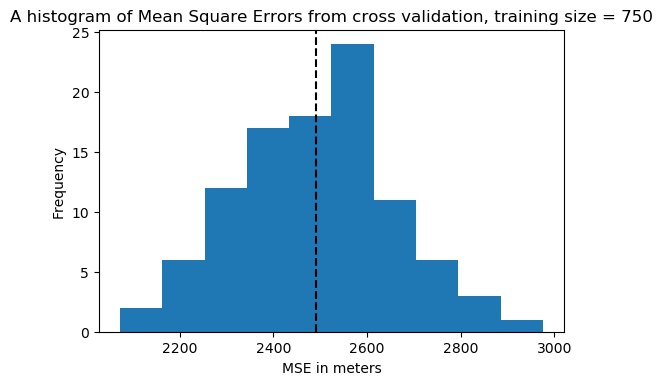 A histogram of Mean Square Errors from cross validation, training size = 750
25
20
15
10
5
0
Frequency
2200 2400 2600 2800 3000
MSE in meters